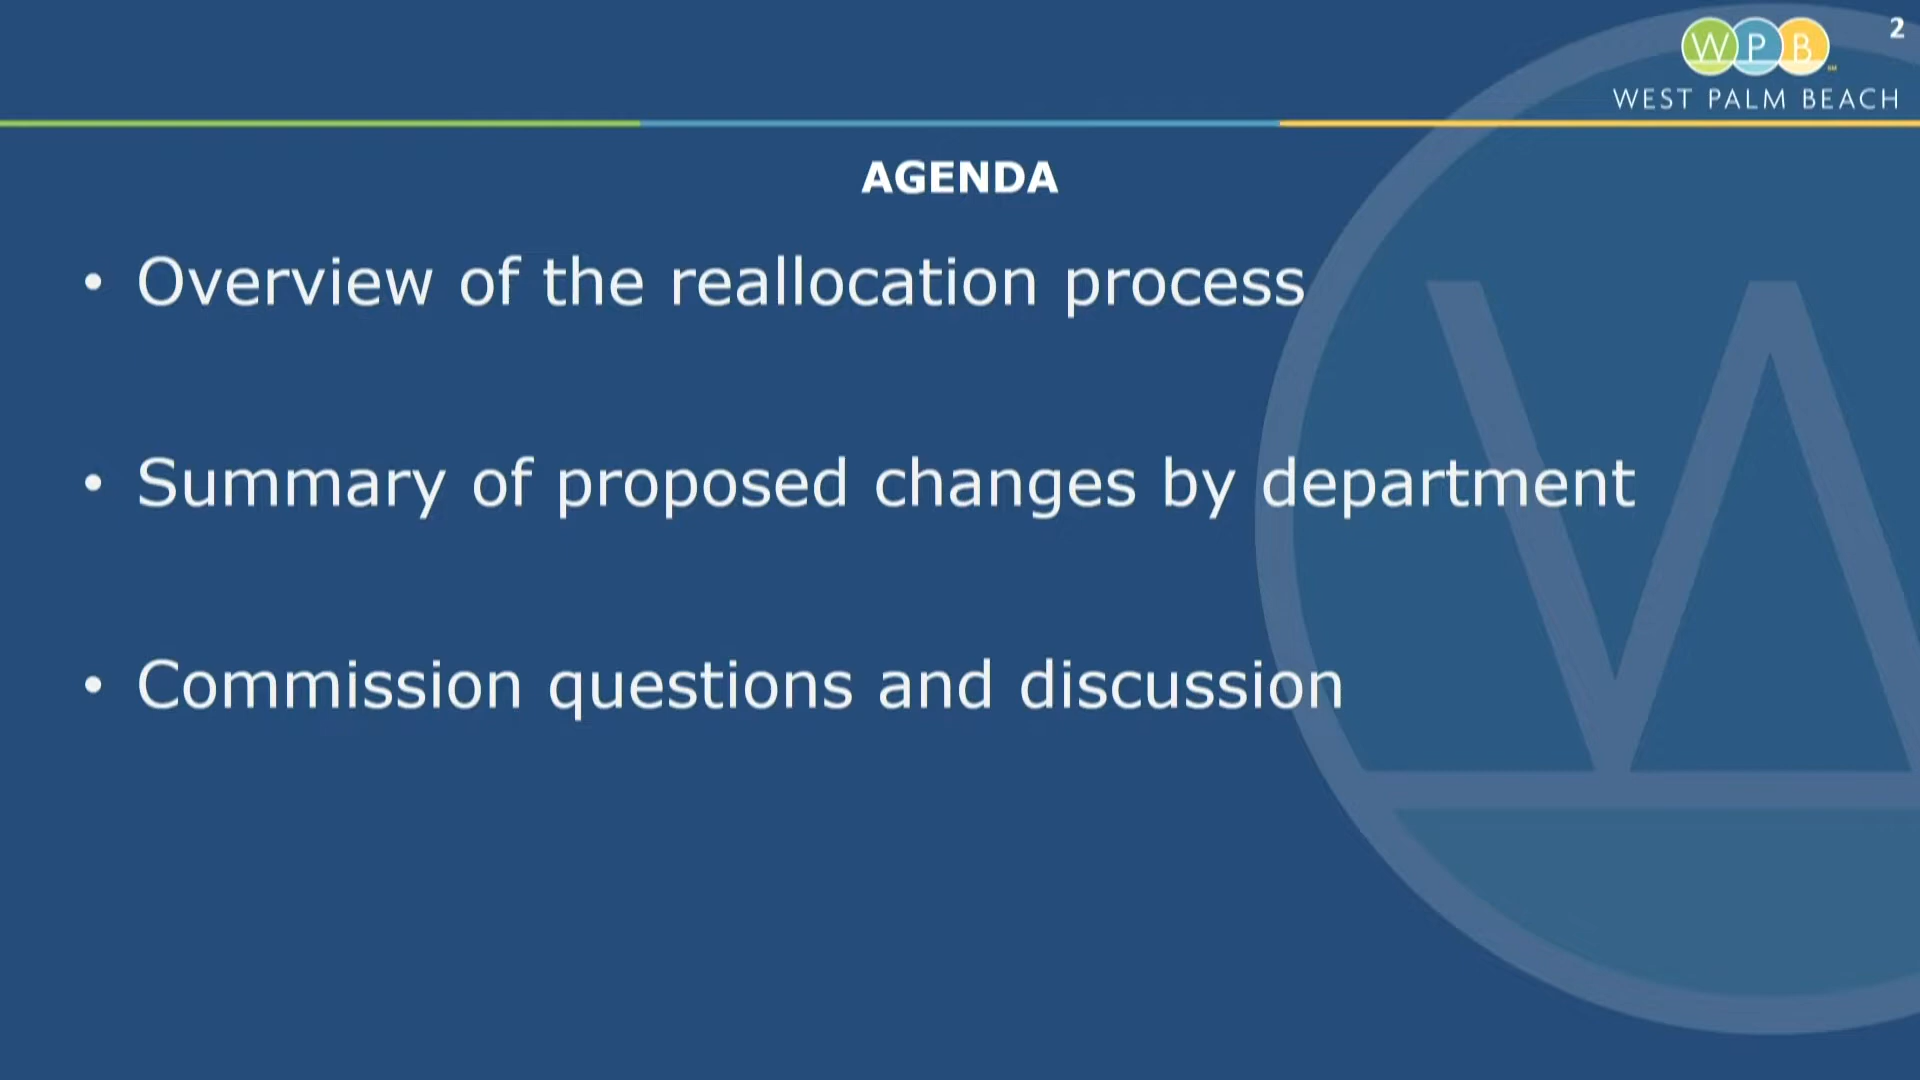 2
WPB
WEST PALM BEACH
AGENDA
• Overview of the reallocation process
• Summary of proposed changes by department
• Commission questions and discussion